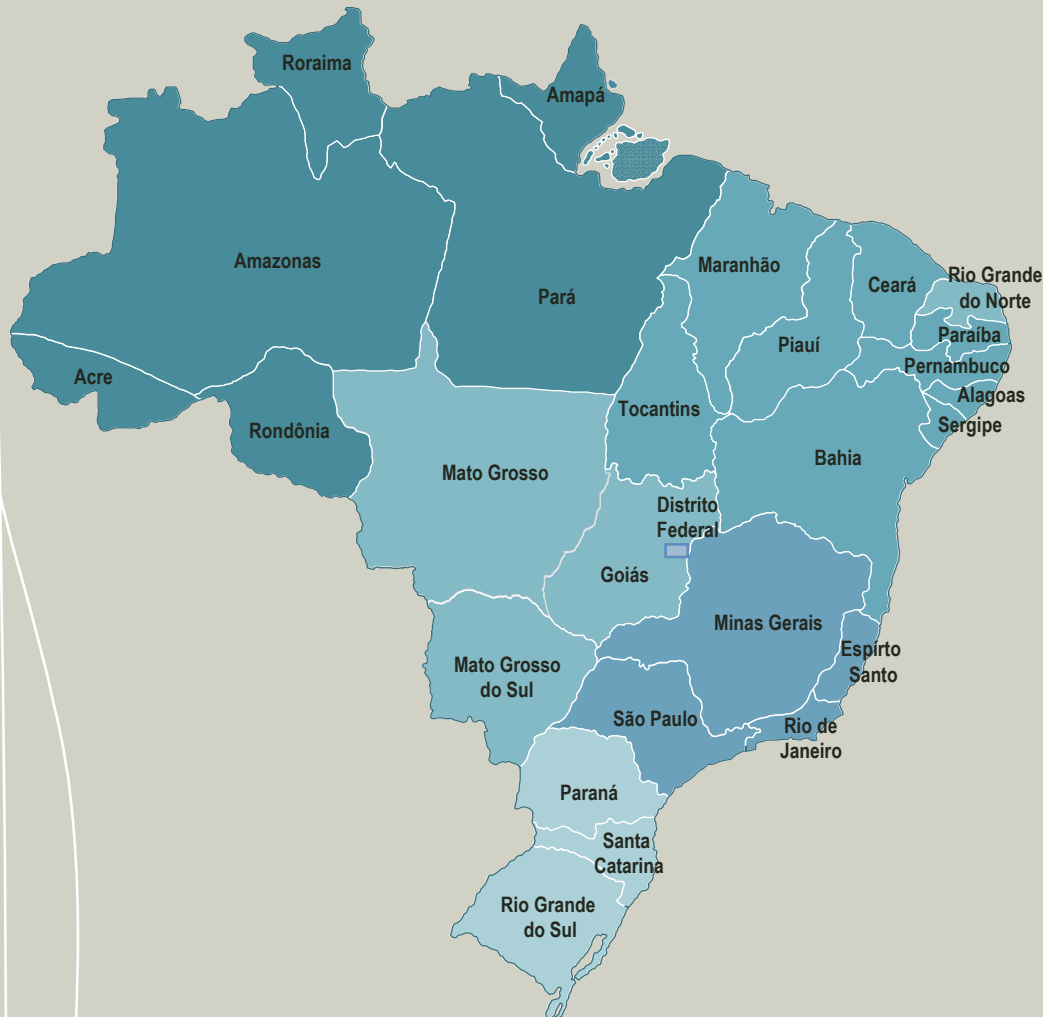 Roraima
Amapá
Amazonas
Pará
Maranhão
Ceará
Rio Grande
do Norte
Paraíba
Piauí
Pernambuco
Acre
Tocantins
Alagoas
Sergipe
Rondônia
Mato Grosso
Bahia
Distrito
Federal
Goiás
Minas Gerais
Espírto
Santo
Mato Grosso
do Sul
São Paulo
Rio de
Janeiro
Paraná
Santa
Catarina
Rio Grande
do Sul